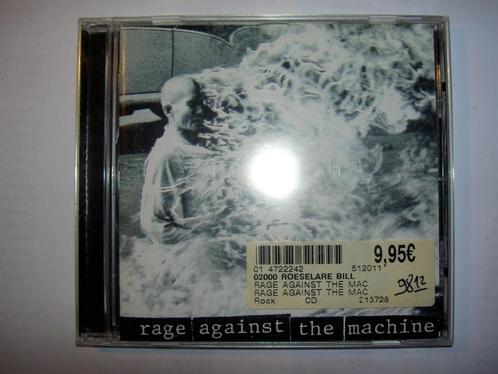 9,95€
01 4722242 512011
02000 ROESELARE BILL
RAGE AGAINST THE MAC
RAGE AGAINST THE MAC
Rock CD 213728
9812
rage against the machine